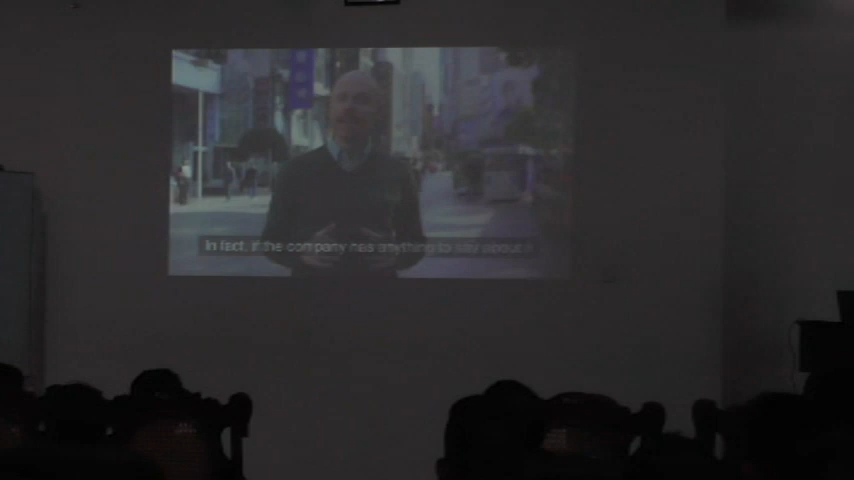 In fact, if the company has anything to say about it